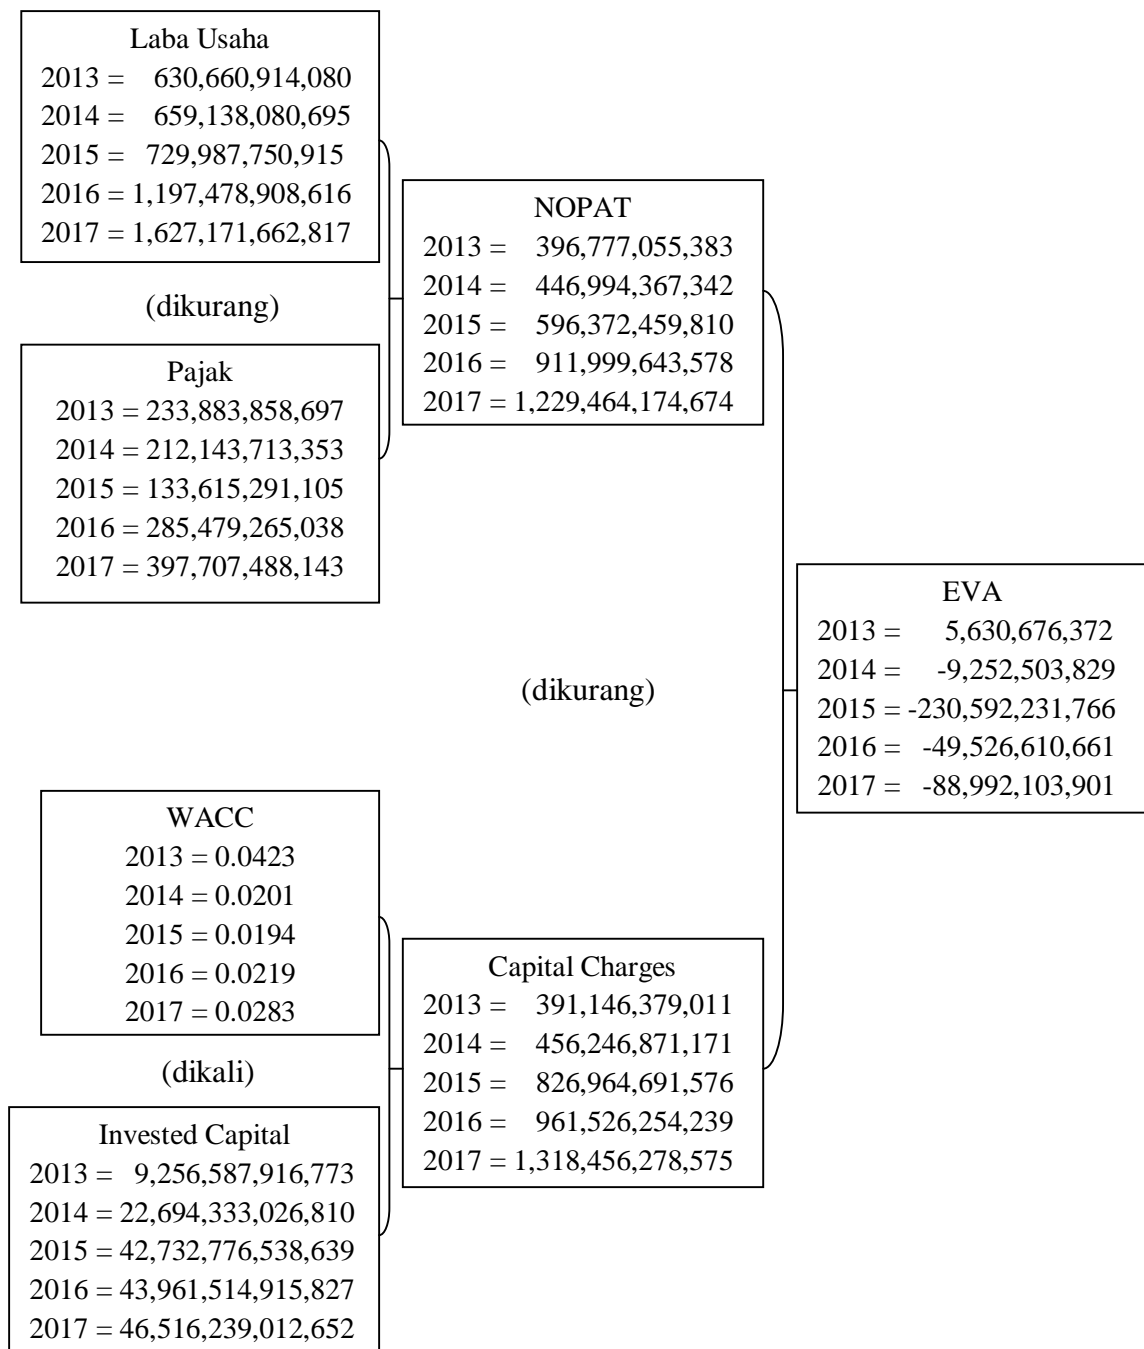 Laba Usaha
2013 = 630,660,914,080
2014 = 659,138,080,695
2015 = 729,987,750,915
2016 = 1,197,478,908,616
2017 = 1,627,171,662,817
(dikurang)
Pajak
2013 = 233,883,858,697
2014 = 212,143,713,353
2015 = 133,615,291,105
2016 = 285,479,265,038
2017 = 397,707,488,143
NOPAT
2013 = 396,777,055,383
2014 = 446,994,367,342
2015 = 596,372,459,810
2016 = 911,999,643,578
2017 = 1,229,464,174,674
(dikurang)
EVA
2013 = 5,630,676,372
2014 = -9,252,503,829
2015 = -230,592,231,766
2016 = -49,526,610,661
2017 = -88,992,103,901
WACC
2013 = 0.0423
2014 = 0.0201
2015 = 0.0194
2016 = 0.0219
2017 = 0.0283
(dikali)
Invested Capital
2013 = 9,256,587,916,773
2014 = 22,694,333,026,810
2015 = 42,732,776,538,639
2016 = 43,961,514,915,827
2017 = 46,516,239,012,652
Capital Charges
2013 = 391,146,379,011
2014 = 456,246,871,171
2015 = 826,964,691,576
2016 = 961,526,254,239
2017 = 1,318,456,278,575